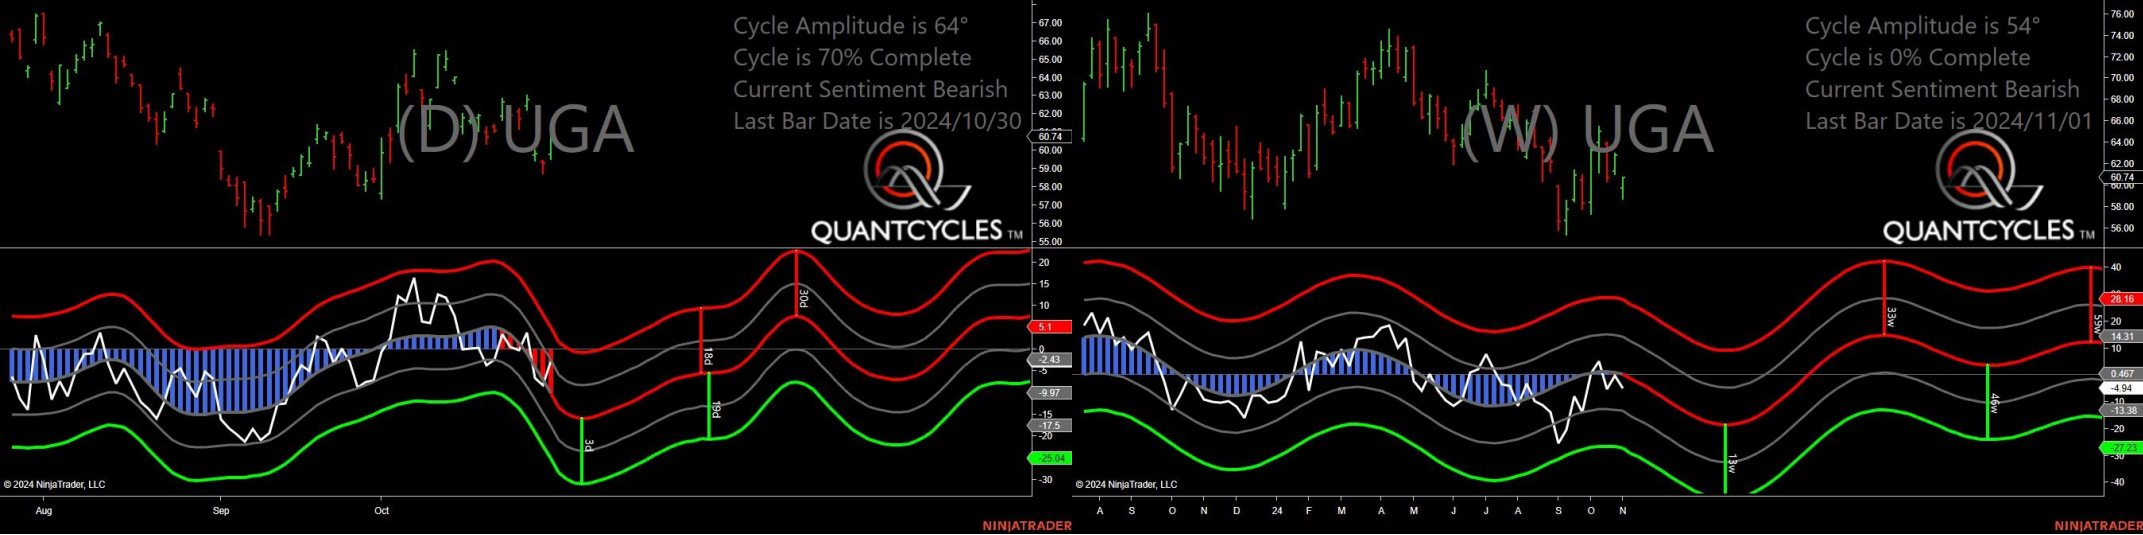 Cycle Amplitude is 64°
Cycle is 70% Complete
Current Sentiment Bearish
Last Bar Date is 2024/10/30
(D) UGA
QUANTCYCLES TM
67.00
66.00
65.00
64.00
63.00
62.00
60.74
60.00
59.00
58.00
57.00
56.00
55.00
20
15
10
5.1
0
-2.43
-5
-9.97
-15
-17.5
-20
-25.04
-30
3d
18d
19d
30d
© 2024 NinjaTrader, LLC
Aug Sep Oct
NINJATRADER
Cycle Amplitude is 54°
Cycle is 0% Complete
Current Sentiment Bearish
Last Bar Date is 2024/11/01
(W) UGA
QUANTCYCLES TM
76.00
74.00
72.00
70.00
68.00
66.00
64.00
62.00
60.74
60.00
58.00
56.00
40
28.16
20
14.31
10
0.467
-4.94
-10
-13.38
-20
-27.23
-30
-40
13w
33w
46w
59w
© 2024 NinjaTrader, LLC
A S O N D 24 F M A M J J A S O N
NINJATRADER